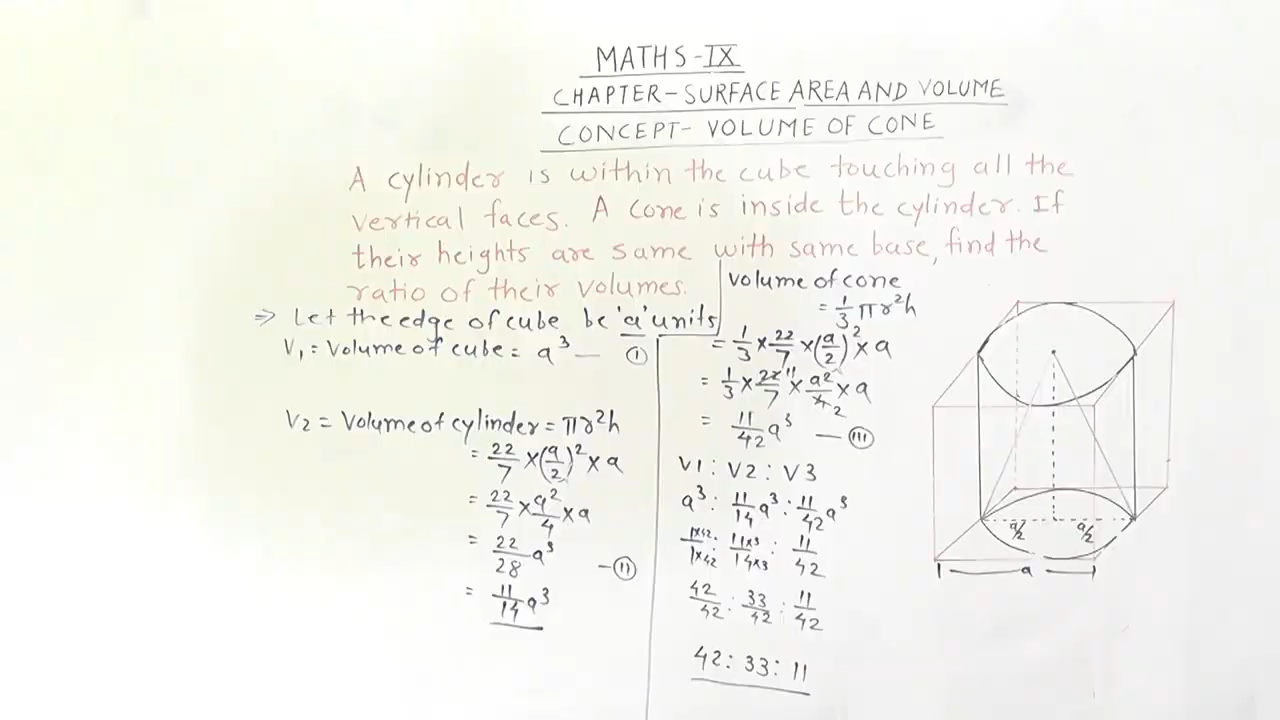 MATHS-IX
CHAPTER-SURFACE AREA AND VOLUME
CONCEPT- VOLUME OF CONE
A cylinder is within the cube touching all the
vertical faces. A Cone is inside the cylinder. If
their heights are same with same base, find the
ratio of their volumes.
⇒ Let the edge of cube be 'a' units
V₁ = Volume of cube = a³ — Ⓘ
V2 = Volume of cylinder = πr²h
= 22/7 × (a/2)² × a
= 22/7 × a²/4 × a
= 22/28 a³ — Ⅱ
= 11/14 a³
Volume of cone
= 1/3 πr²h
= 1/3 × 22/7 × (a/2)² × a
= 1/3 × 22 11/7 × a²/4 2 × a
= 11/42 a³ — Ⅲ
V1 : V2 : V3
a³ : 11/14 a³ : 11/42 a³
1×42/1×42 : 11×3/14×3 : 11/42
42/42 : 33/42 : 11/42
42 : 33 : 11
a/2 a/2
a